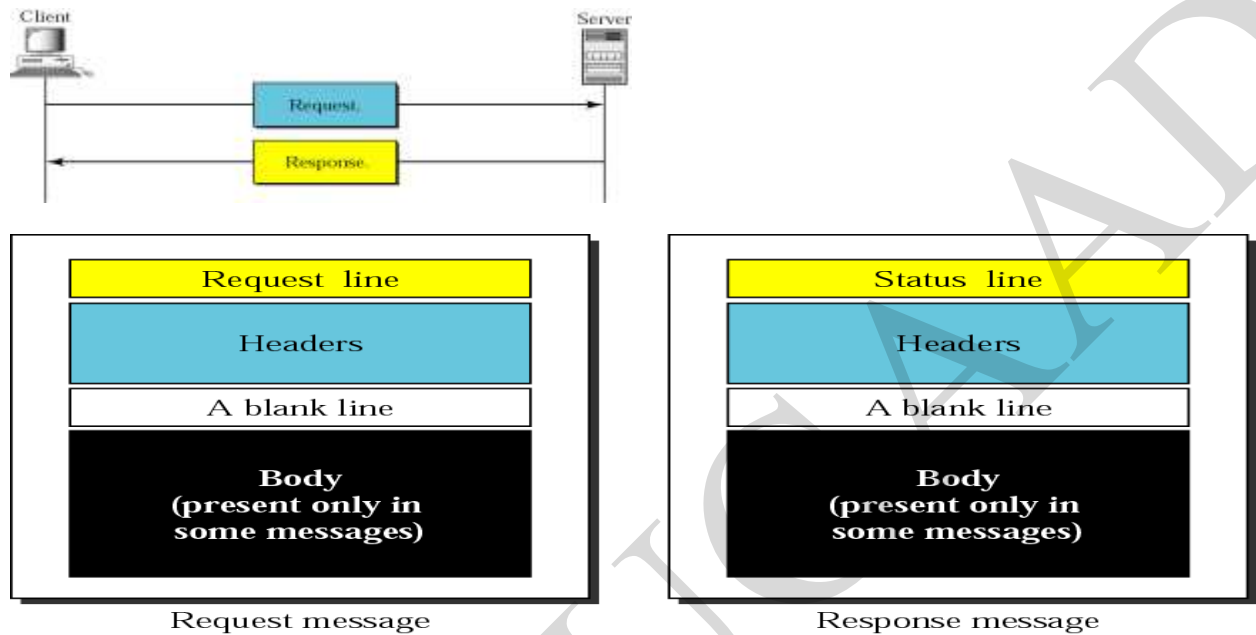 Client
Server
Request.
Response.
Request line
Headers
A blank line
Body
(present only in
some messages)
Request message
Status line
Headers
A blank line
Body
(present only in
some messages)
Response message